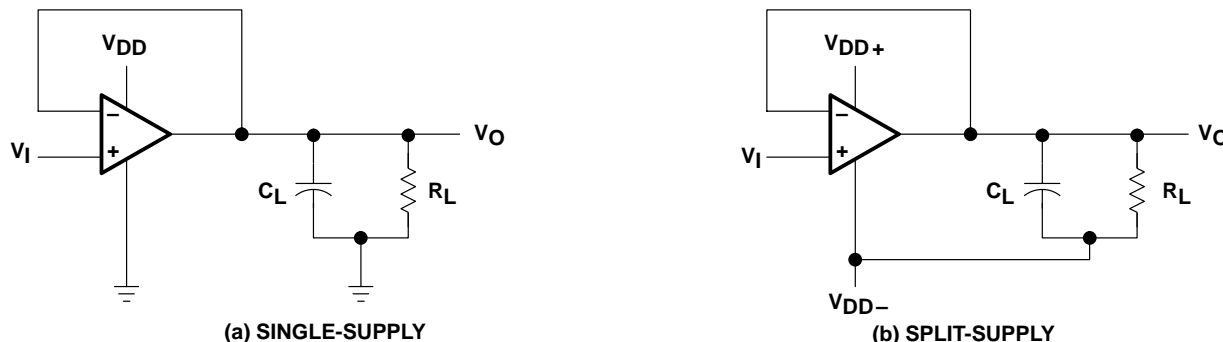 VDD
−
+
VI
VO
CL
RL
(a) SINGLE-SUPPLY
VDD+
−
+
VI
VO
CL
RL
VDD−
(b) SPLIT-SUPPLY